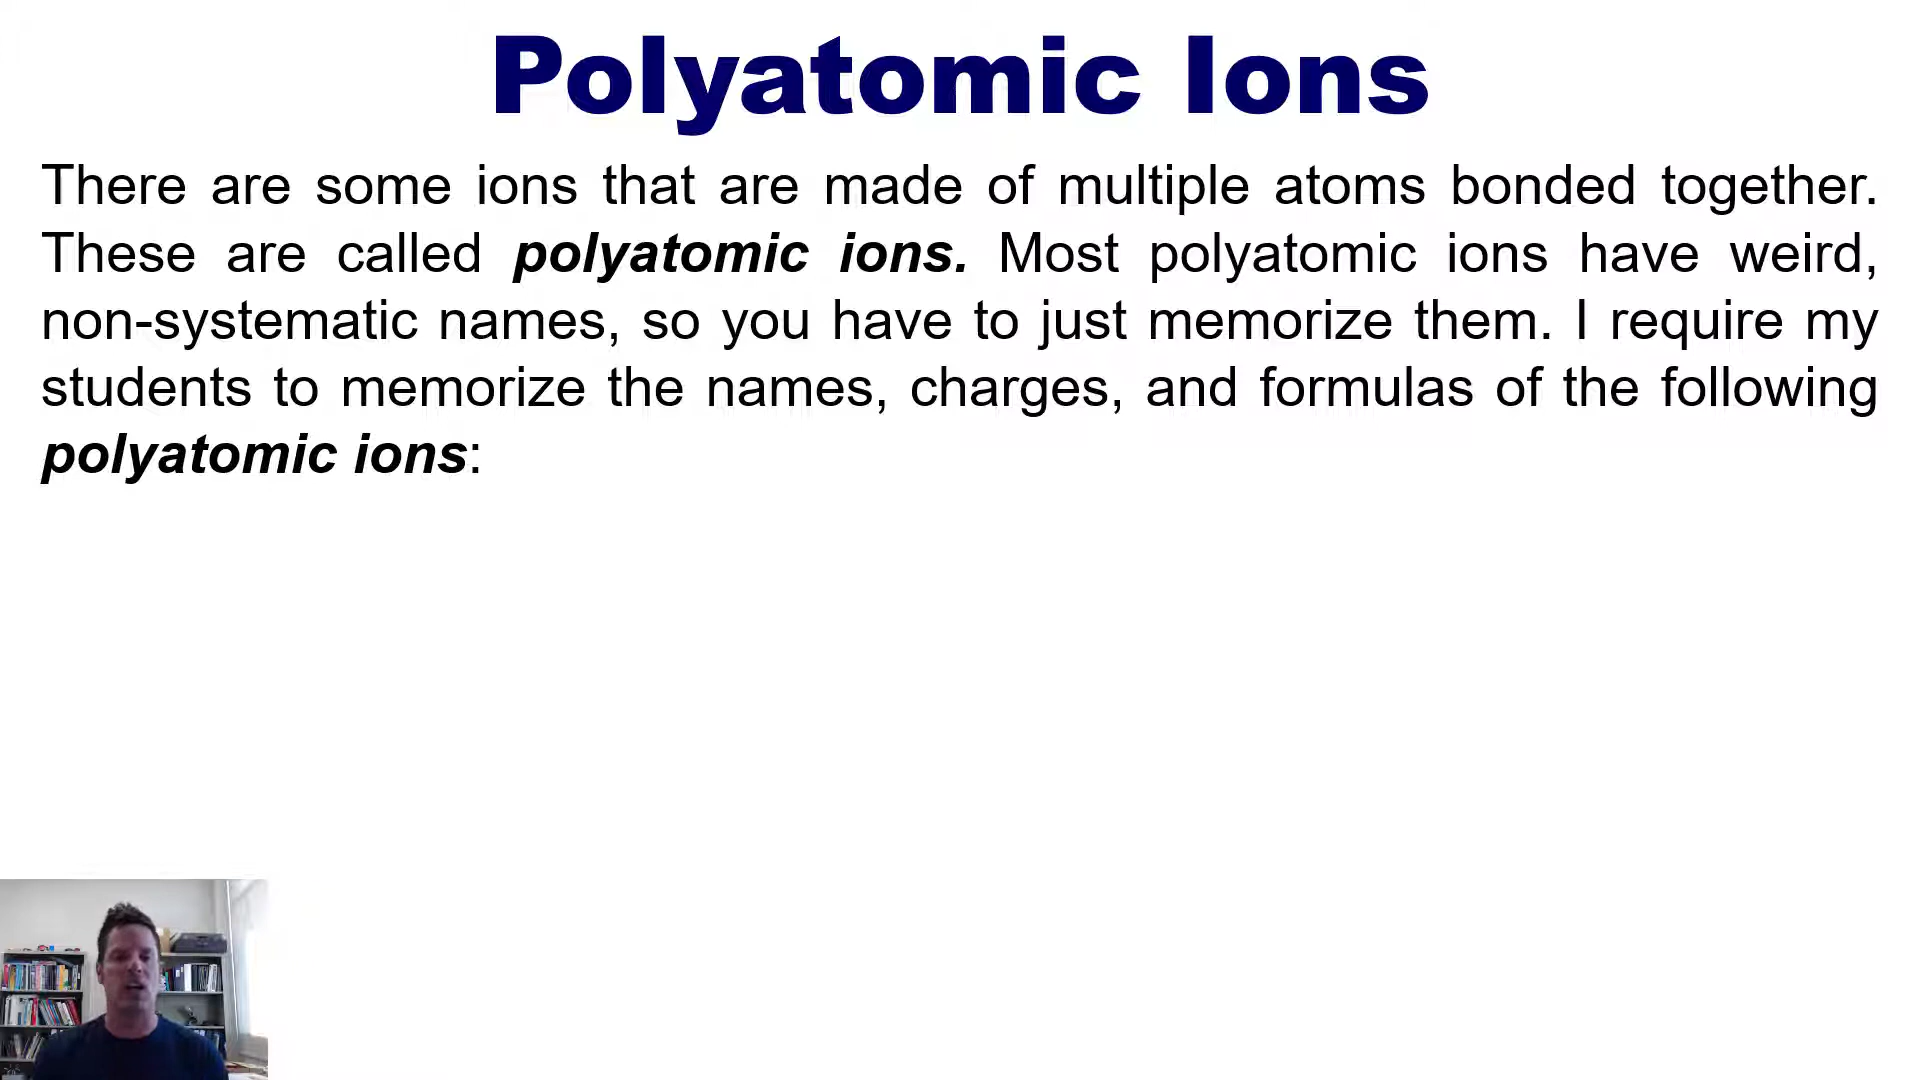 Polyatomic Ions
There are some ions that are made of multiple atoms bonded together.
These are called polyatomic ions. Most polyatomic ions have weird,
non-systematic names, so you have to just memorize them. I require my
students to memorize the names, charges, and formulas of the following
polyatomic ions: